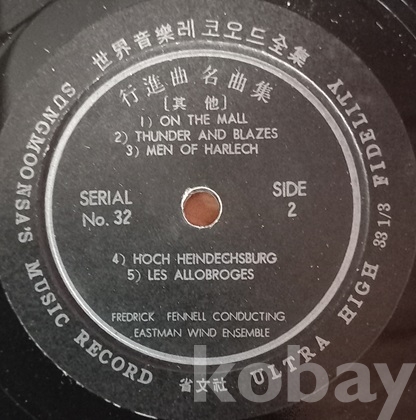 世界音樂레코오드全集
SUNGMOONSA'S MUSIC RECORD
省文社
ULTRA HIGH 33 1/3 FIDELITY
行進曲名曲集
[其他]
1) ON THE MALL
2) THUNDER AND BLAZES
3) MEN OF HARLECH
SERIAL No. 32
SIDE 2
4) HOCH HEINDECHSBURG
5) LES ALLOBROGES
FREDRICK FENNELL CONDUCTING
EASTMAN WIND ENSEMBLE
kobay